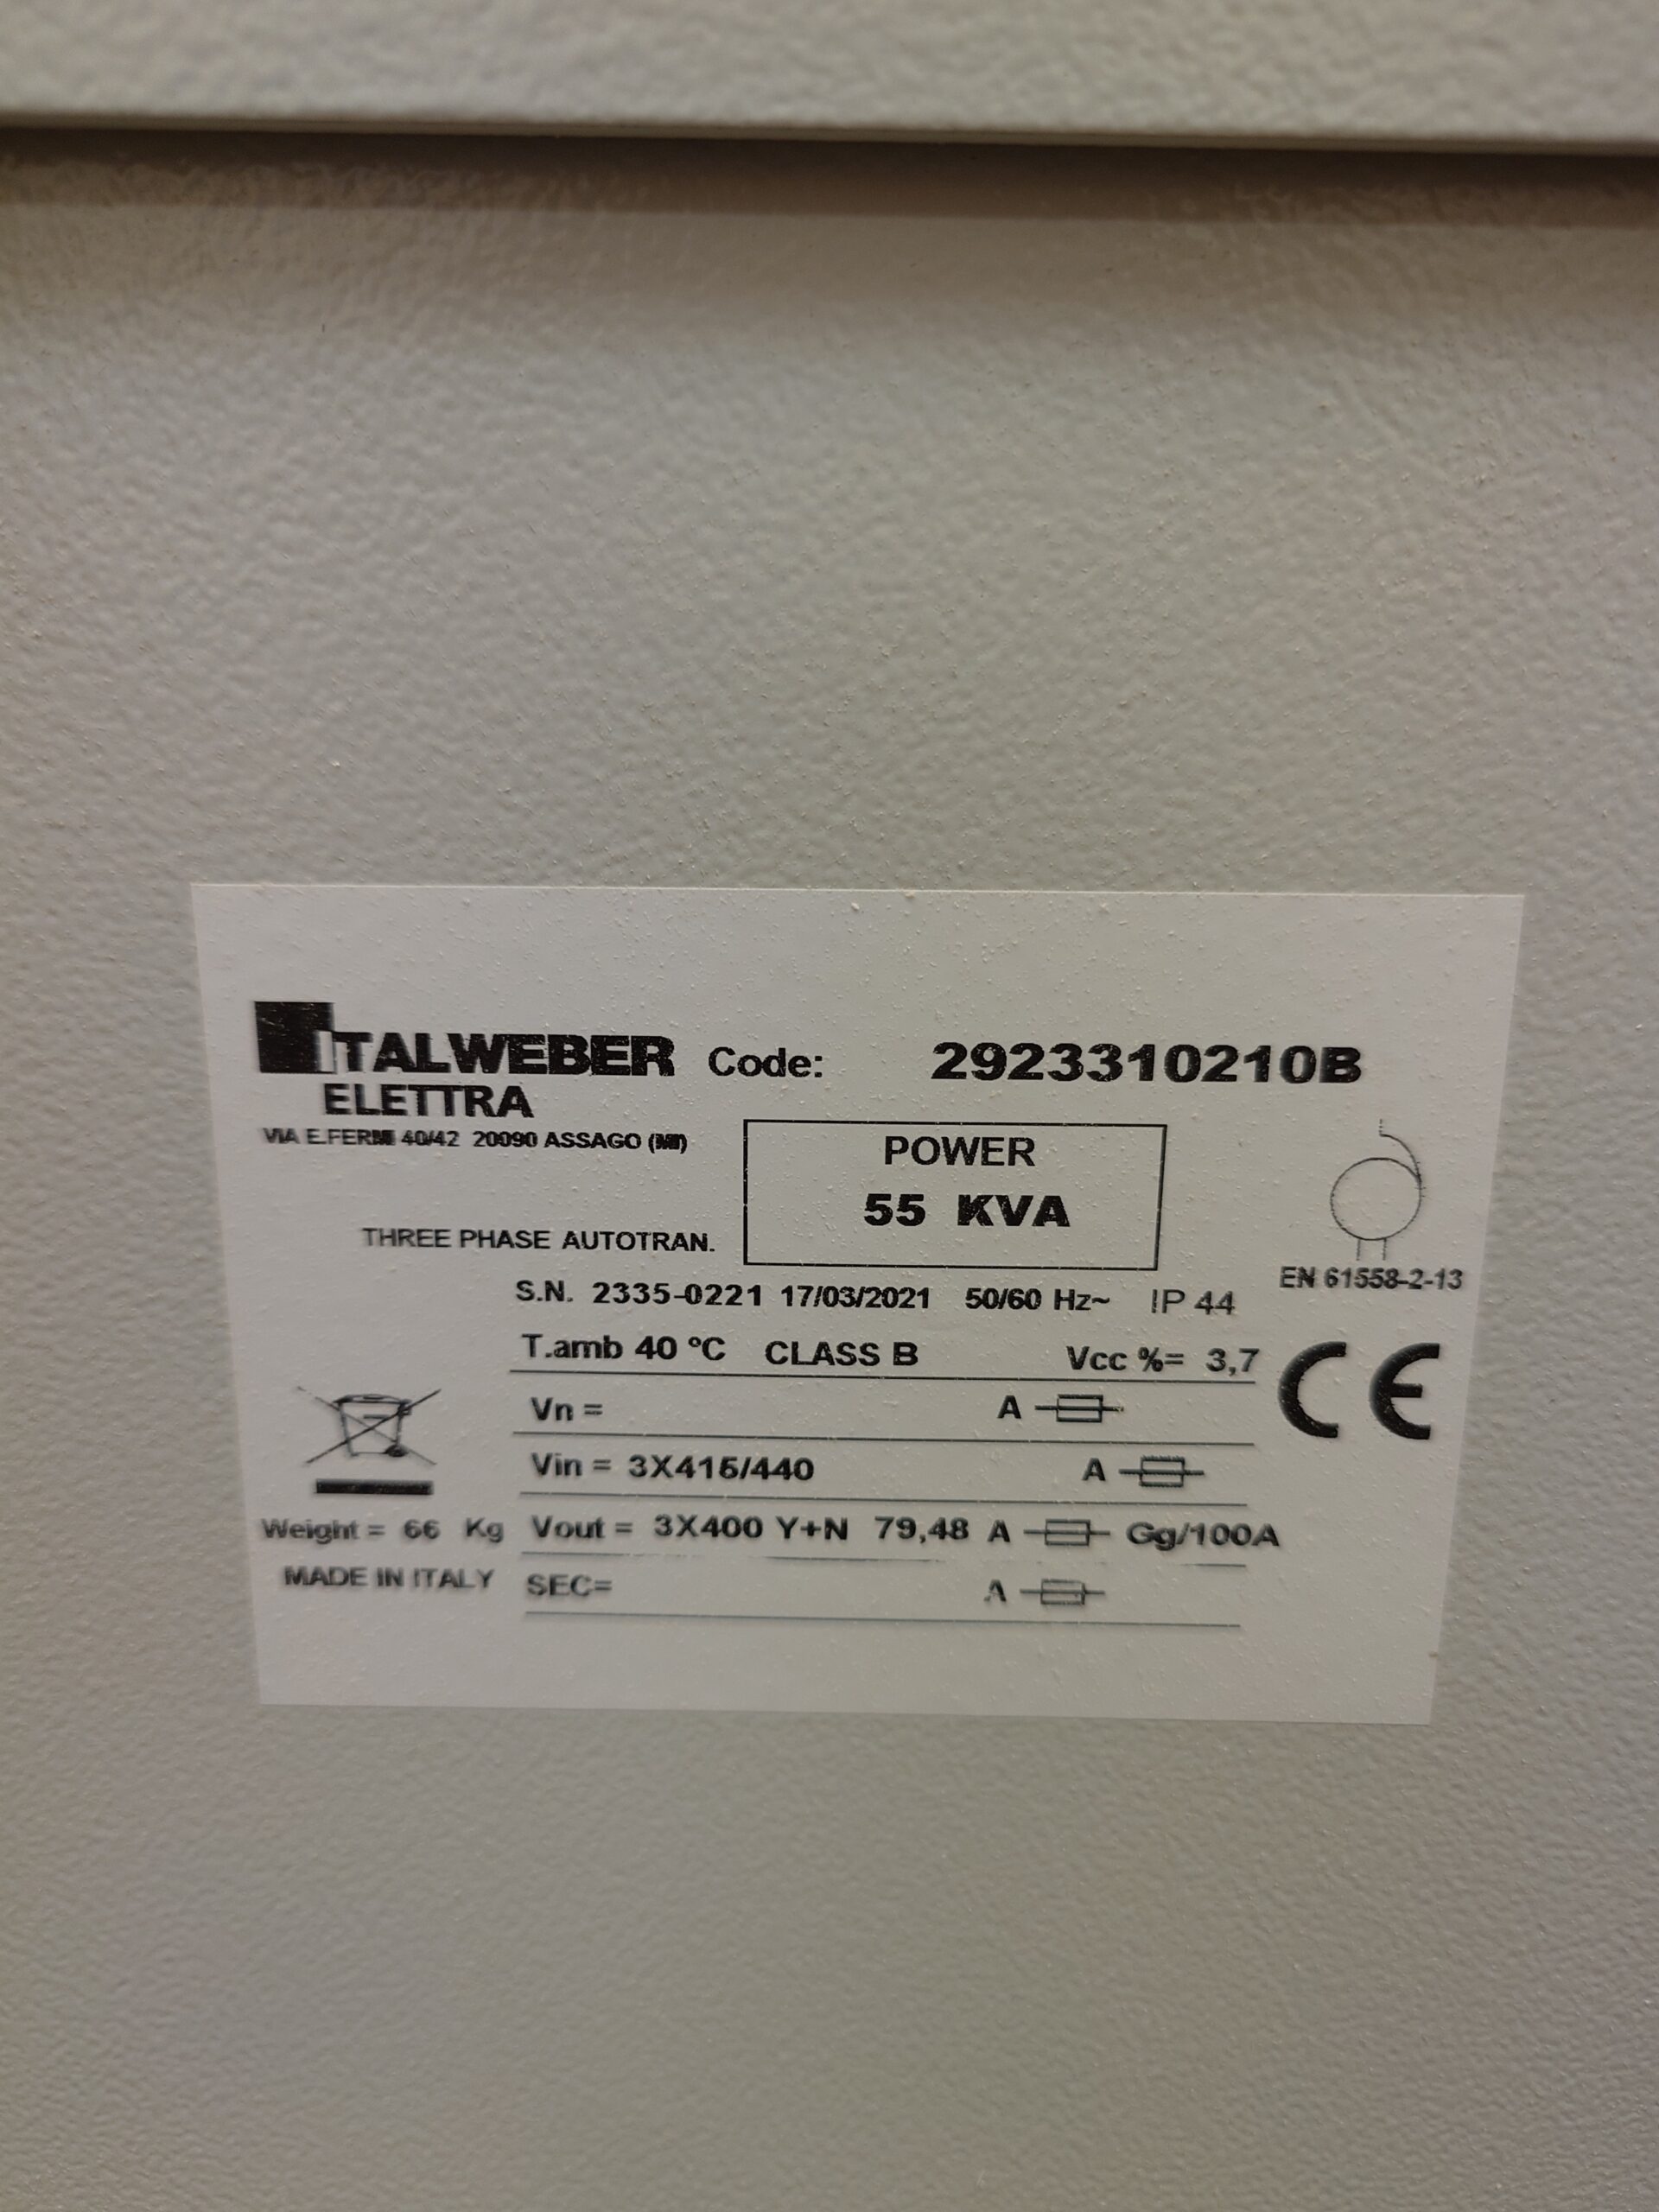 ITALWEBER Code: 2923310210B
ELETTRA
VIA E.FERMI 40/42 20090 ASSAGO (MI)
POWER
55 KVA
THREE PHASE AUTOTRAN.
EN 61558-2-13
S.N. 2335-0221 17/03/2021 50/60 Hz~ IP 44
T.amb 40 °C CLASS B Vcc %= 3,7
CE
Vn = A
Vin = 3X415/440 A
Weight = 66 Kg Vout = 3X400 Y+N 79,48 A Gg/100A
MADE IN ITALY SEC= A